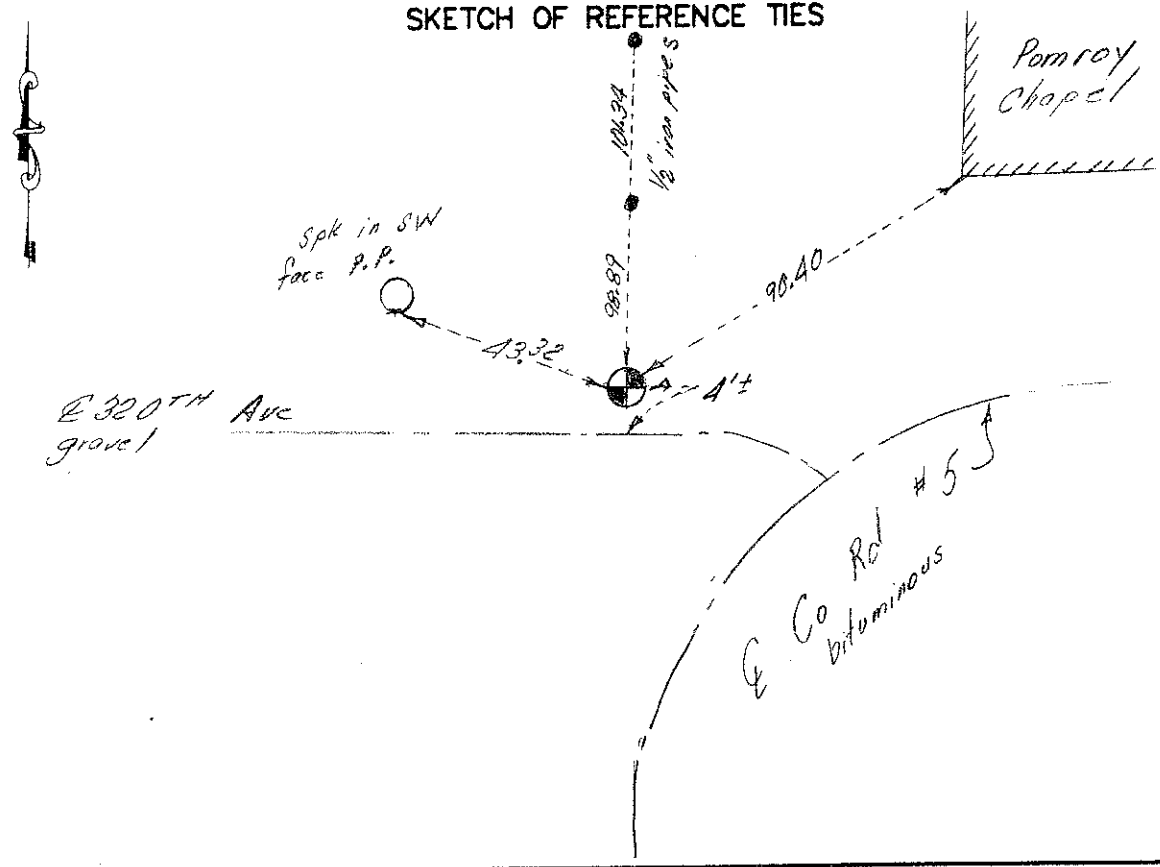 SKETCH OF REFERENCE TIES
Pomroy
Chapel
101.34
1/2" iron pipes
Spk in SW
face P.P.
98.89
90.40
43.32
4'±
℄ 320TH Ave
gravel
℄ Co Rd #5
bituminous